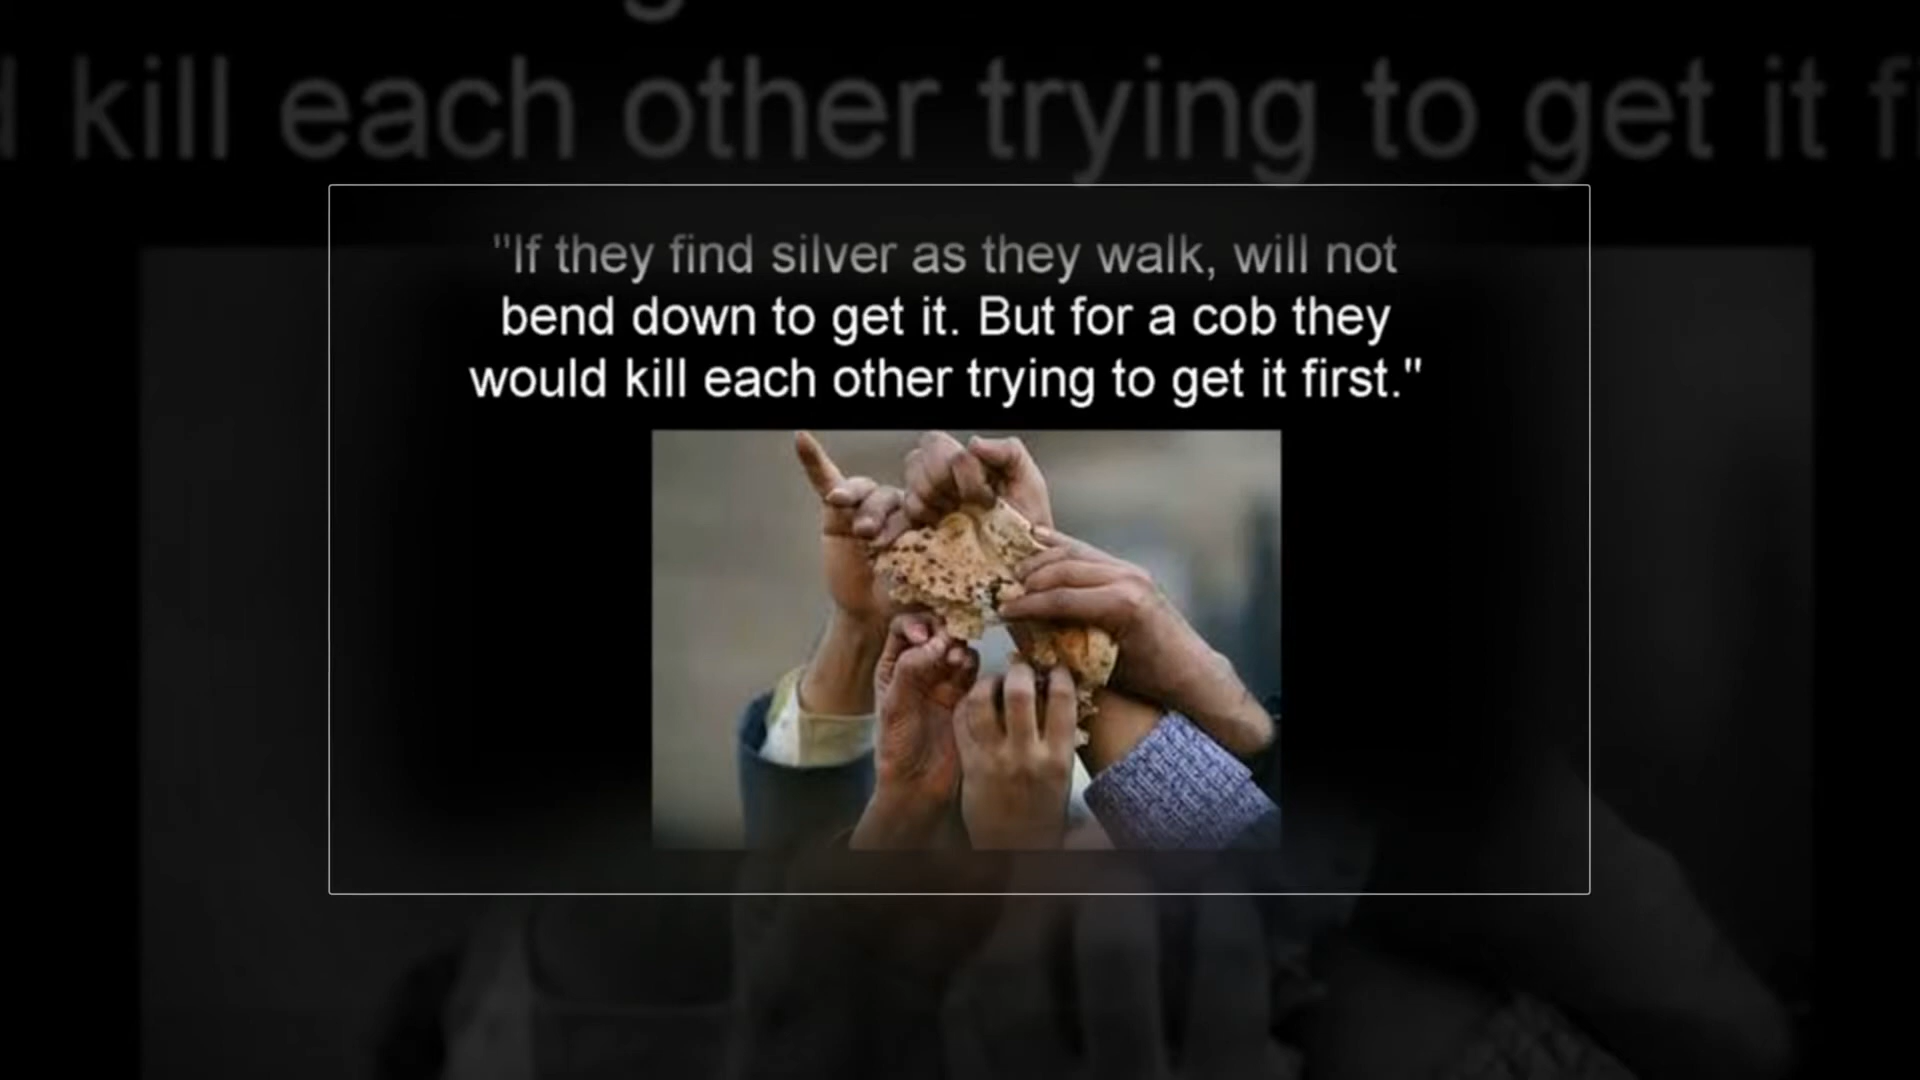 kill each other trying to get it
"If they find silver as they walk, will not
bend down to get it. But for a cob they
would kill each other trying to get it first."